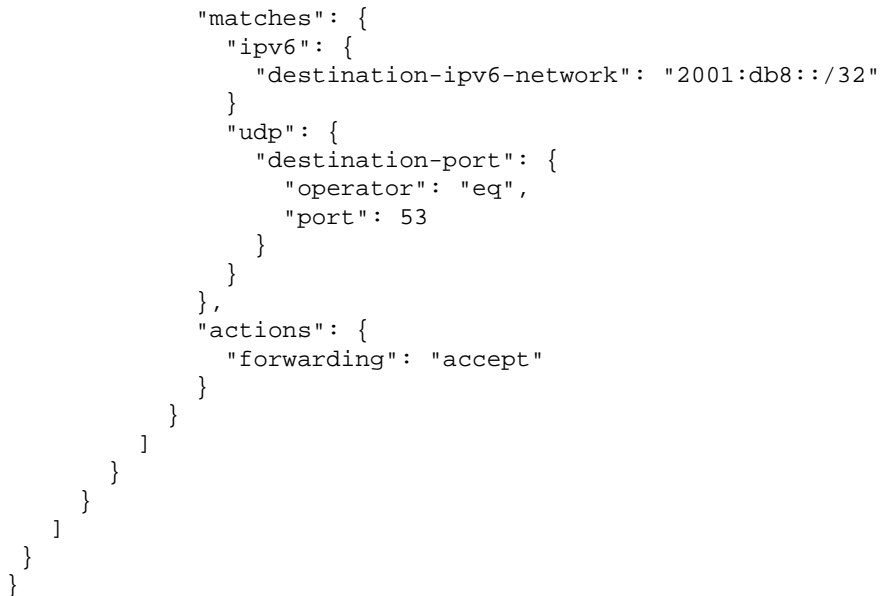 "matches": {
"ipv6": {
"destination-ipv6-network": "2001:db8::/32"
}
"udp": {
"destination-port": {
"operator": "eq",
"port": 53
}
}
},
"actions": {
"forwarding": "accept"
}
}
]
}
}
]
}
}